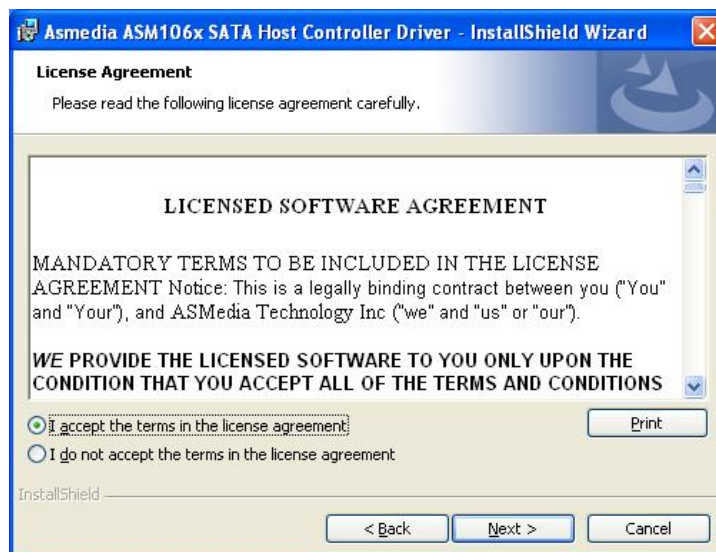 Asmedia ASM106x SATA Host Controller Driver - InstallShield Wizard
License Agreement
Please read the following license agreement carefully.
LICENSED SOFTWARE AGREEMENT
MANDATORY TERMS TO BE INCLUDED IN THE LICENSE
AGREEMENT Notice: This is a legally binding contract between you ("You"
and "Your"), and ASMedia Technology Inc ("we" and "us" or "our").
WE PROVIDE THE LICENSED SOFTWARE TO YOU ONLY UPON THE
CONDITION THAT YOU ACCEPT ALL OF THE TERMS AND CONDITIONS
I accept the terms in the license agreement
Print
I do not accept the terms in the license agreement
InstallShield
< Back
Next >
Cancel